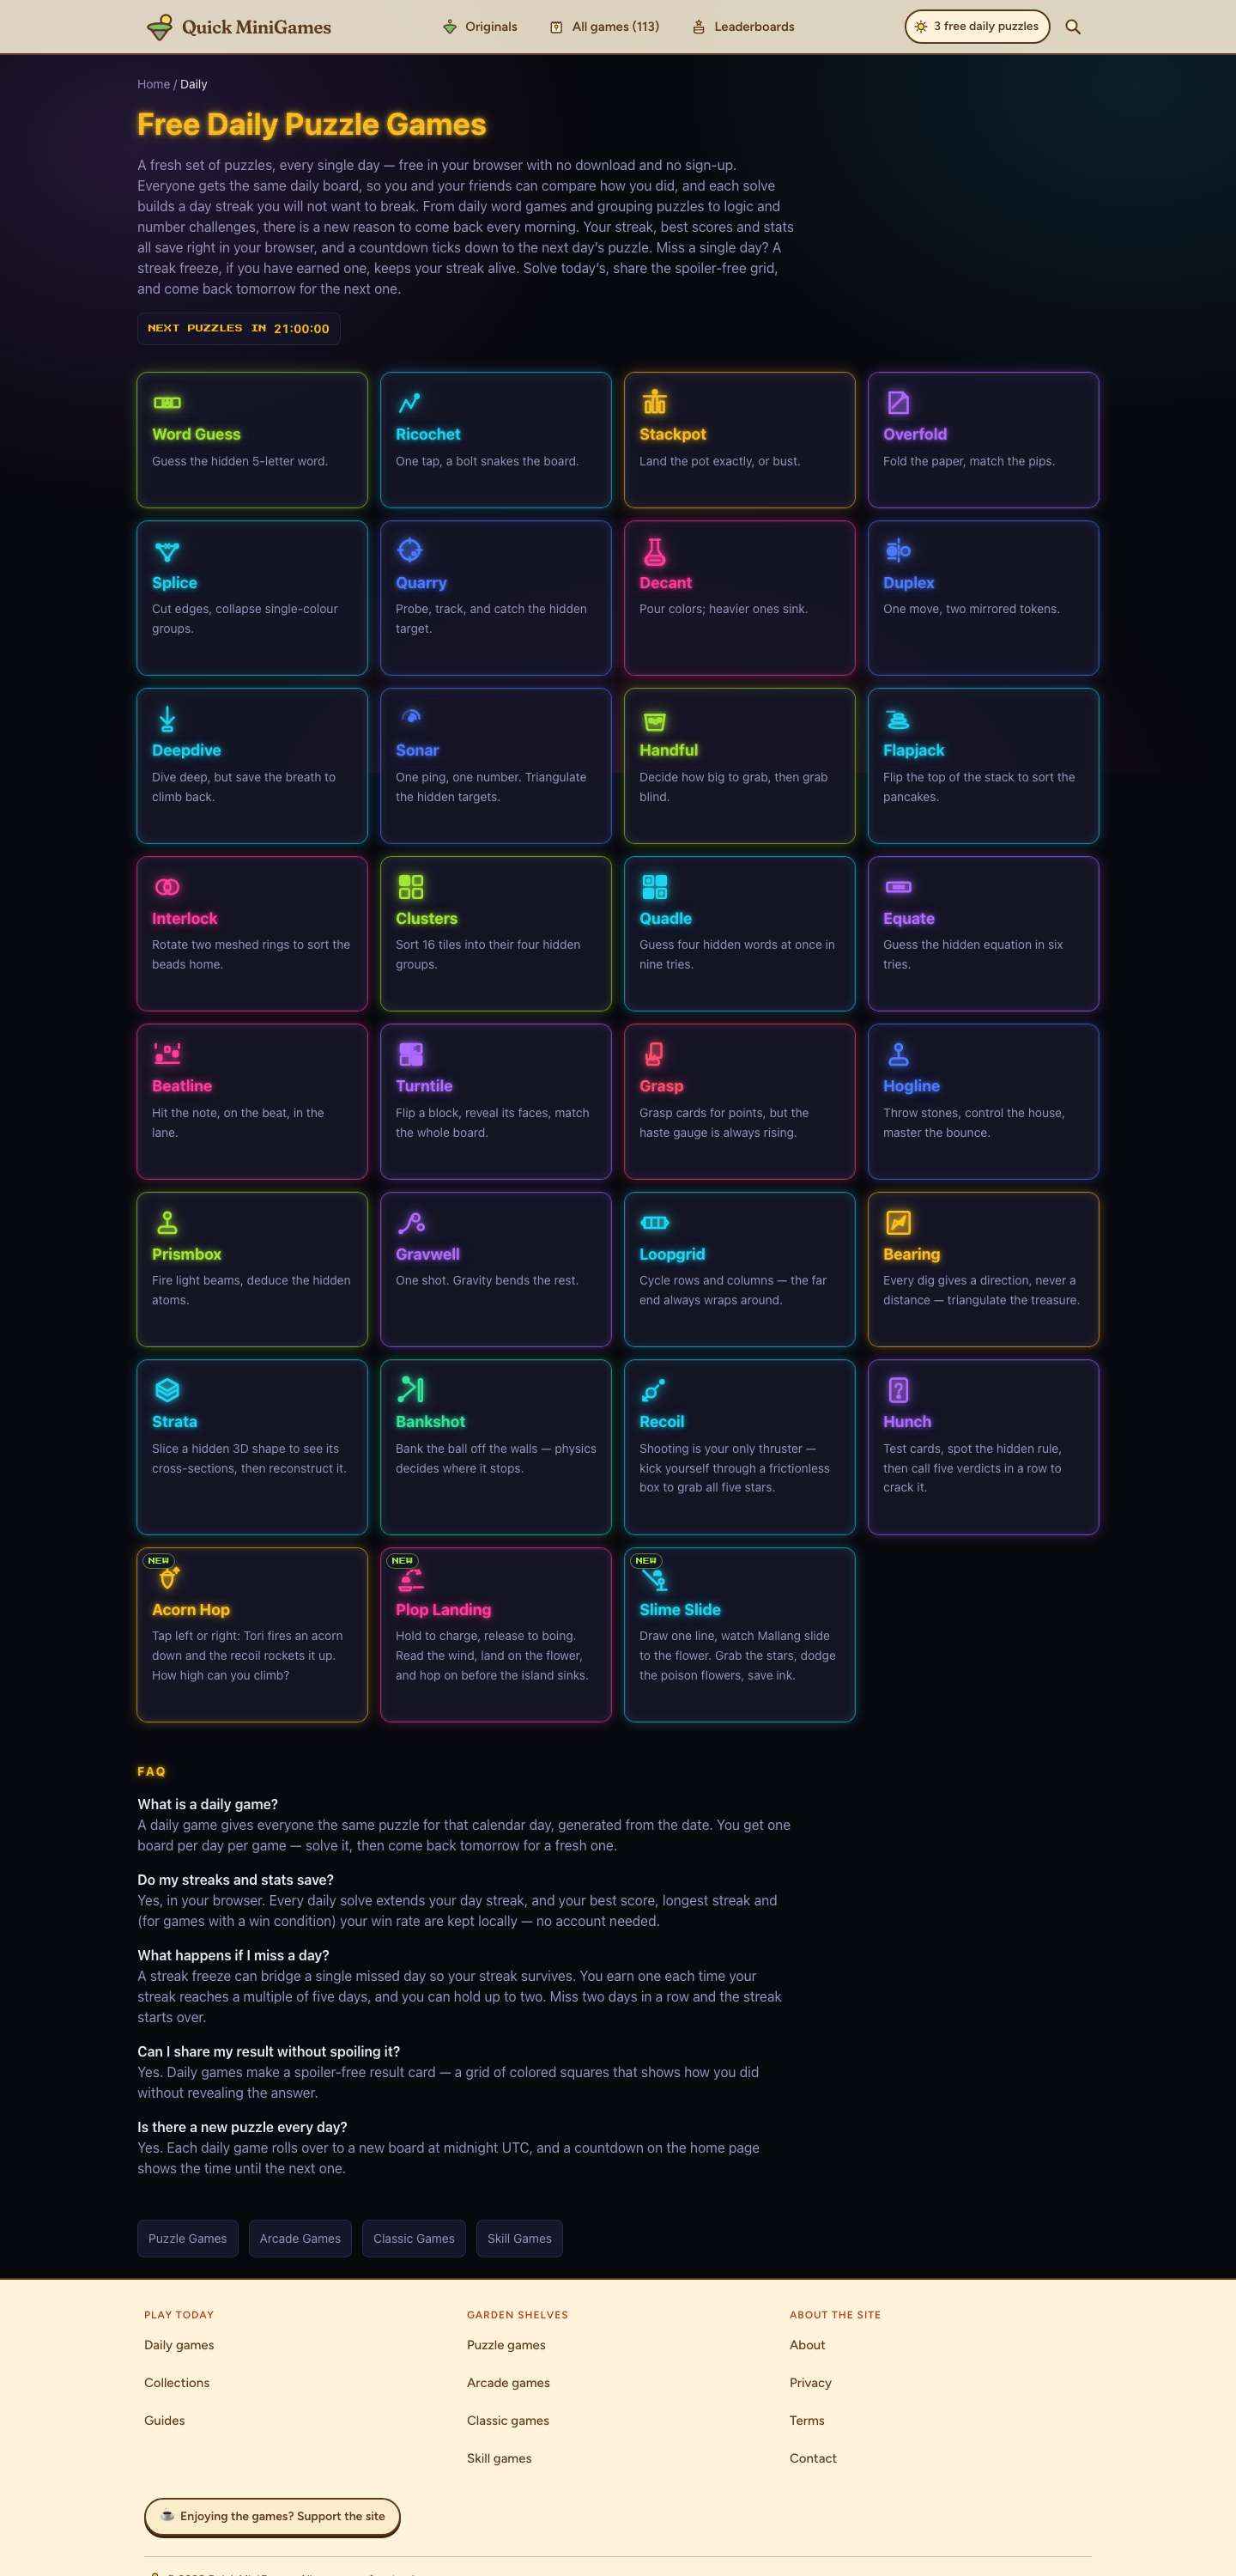 Quick MiniGames
Originals
All games (113)
Leaderboards
3 free daily puzzles
Home / Daily
Free Daily Puzzle Games
A fresh set of puzzles, every single day — free in your browser with no download and no sign-up.
Everyone gets the same daily board, so you and your friends can compare how you did, and each solve
builds a day streak you will not want to break. From daily word games and grouping puzzles to logic and
number challenges, there is a new reason to come back every morning. Your streak, best scores and stats
all save right in your browser, and a countdown ticks down to the next day's puzzle. Miss a single day? A
streak freeze, if you have earned one, keeps your streak alive. Solve today's, share the spoiler-free grid,
and come back tomorrow for the next one.
NEXT PUZZLES IN 21:00:00
Word Guess
Guess the hidden 5-letter word.
Ricochet
One tap, a bolt snakes the board.
Stackpot
Land the pot exactly, or bust.
Overfold
Fold the paper, match the pips.
Splice
Cut edges, collapse single-colour
groups.
Quarry
Probe, track, and catch the hidden
target.
Decant
Pour colors; heavier ones sink.
Duplex
One move, two mirrored tokens.
Deepdive
Dive deep, but save the breath to
climb back.
Sonar
One ping, one number. Triangulate
the hidden targets.
Handful
Decide how big to grab, then grab
blind.
Flapjack
Flip the top of the stack to sort the
pancakes.
Interlock
Rotate two meshed rings to sort the
beads home.
Clusters
Sort 16 tiles into their four hidden
groups.
Quadle
Guess four hidden words at once in
nine tries.
Equate
Guess the hidden equation in six
tries.
Beatline
Hit the note, on the beat, in the
lane.
Turntile
Flip a block, reveal its faces, match
the whole board.
Grasp
Grasp cards for points, but the
haste gauge is always rising.
Hogline
Throw stones, control the house,
master the bounce.
Prismbox
Fire light beams, deduce the hidden
atoms.
Gravwell
One shot. Gravity bends the rest.
Loopgrid
Cycle rows and columns — the far
end always wraps around.
Bearing
Every dig gives a direction, never a
distance — triangulate the treasure.
Strata
Slice a hidden 3D shape to see its
cross-sections, then reconstruct it.
Bankshot
Bank the ball off the walls — physics
decides where it stops.
Recoil
Shooting is your only thruster —
kick yourself through a frictionless
box to grab all five stars.
Hunch
Test cards, spot the hidden rule,
then call five verdicts in a row to
crack it.
NEW
Acorn Hop
Tap left or right: Tori fires an acorn
down and the recoil rockets it up.
How high can you climb?
NEW
Plop Landing
Hold to charge, release to boing.
Read the wind, land on the flower,
and hop on before the island sinks.
NEW
Slime Slide
Draw one line, watch Mallang slide
to the flower. Grab the stars, dodge
the poison flowers, save ink.
FAQ
What is a daily game?
A daily game gives everyone the same puzzle for that calendar day, generated from the date. You get one
board per day per game — solve it, then come back tomorrow for a fresh one.
Do my streaks and stats save?
Yes, in your browser. Every daily solve extends your day streak, and your best score, longest streak and
(for games with a win condition) your win rate are kept locally — no account needed.
What happens if I miss a day?
A streak freeze can bridge a single missed day so your streak survives. You earn one each time your
streak reaches a multiple of five days, and you can hold up to two. Miss two days in a row and the streak
starts over.
Can I share my result without spoiling it?
Yes. Daily games make a spoiler-free result card — a grid of colored squares that shows how you did
without revealing the answer.
Is there a new puzzle every day?
Yes. Each daily game rolls over to a new board at midnight UTC, and a countdown on the home page
shows the time until the next one.
Puzzle Games
Arcade Games
Classic Games
Skill Games
PLAY TODAY
Daily games
Collections
Guides
GARDEN SHELVES
Puzzle games
Arcade games
Classic games
Skill games
ABOUT THE SITE
About
Privacy
Terms
Contact
Enjoying the games? Support the site